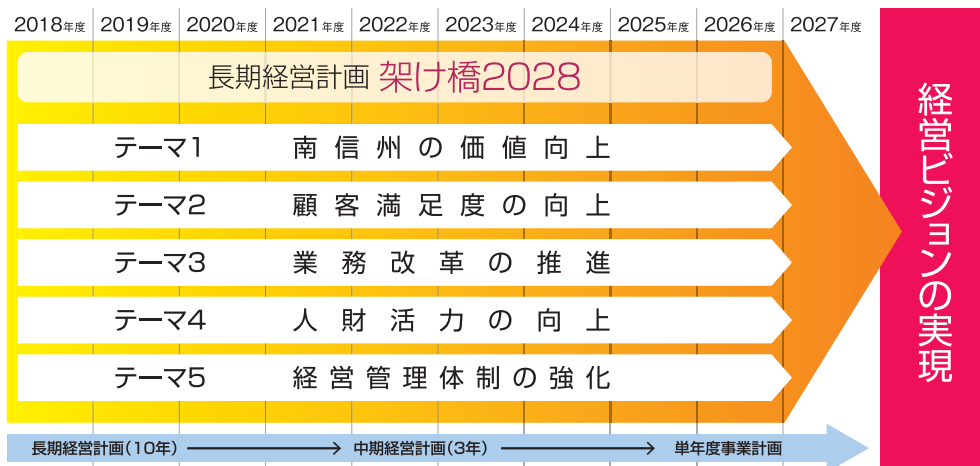 2018年度 2019年度 2020年度 2021年度 2022年度 2023年度 2024年度 2025年度 2026年度 2027年度
長期経営計画 架け橋2028
テーマ1 南信州の価値向上
テーマ2 顧客満足度の向上
テーマ3 業務改革の推進
テーマ4 人財活力の向上
テーマ5 経営管理体制の強化
長期経営計画(10年) 中期経営計画(3年) 単年度事業計画
経営ビジョンの実現